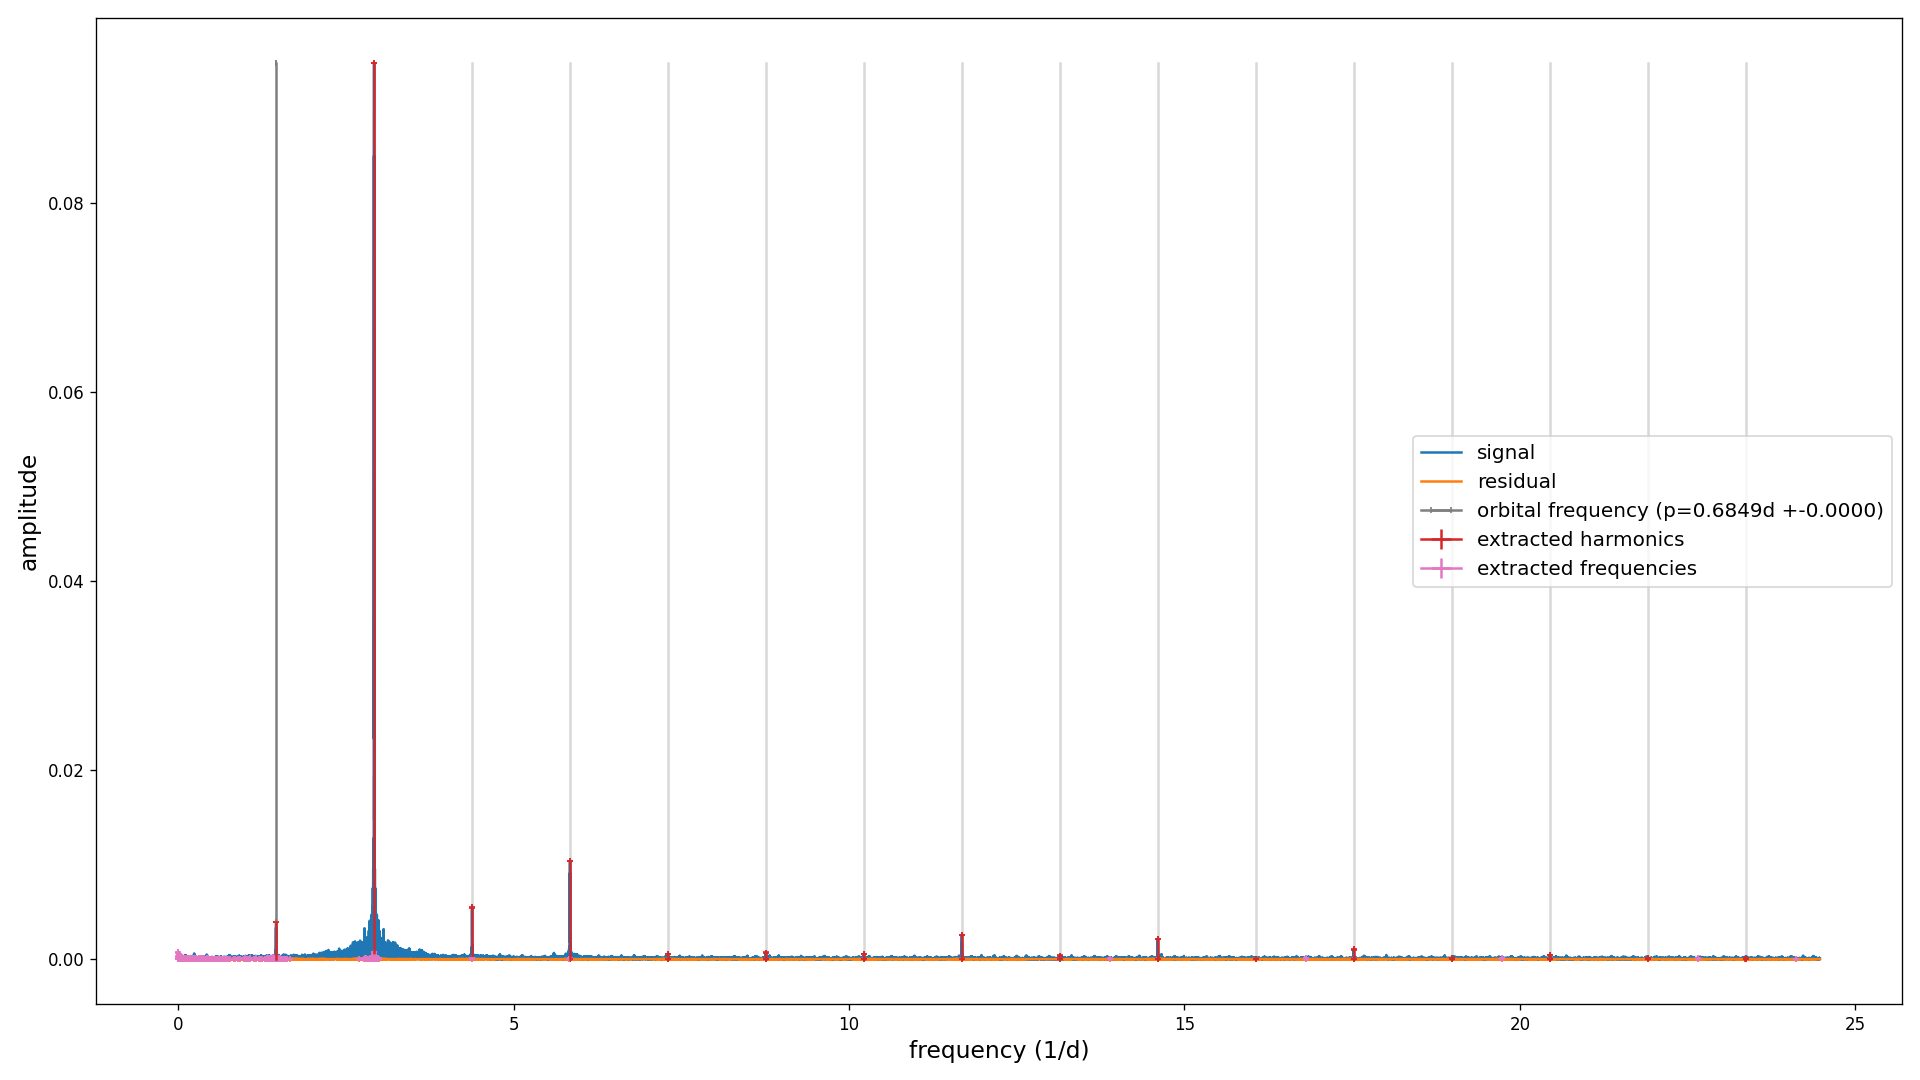 0.08
0.06
0.04
0.02
0.00
amplitude
signal
residual
orbital frequency (p=0.6849d +-0.0000)
extracted harmonics
extracted frequencies
0 5 10 15 20 25
frequency (1/d)